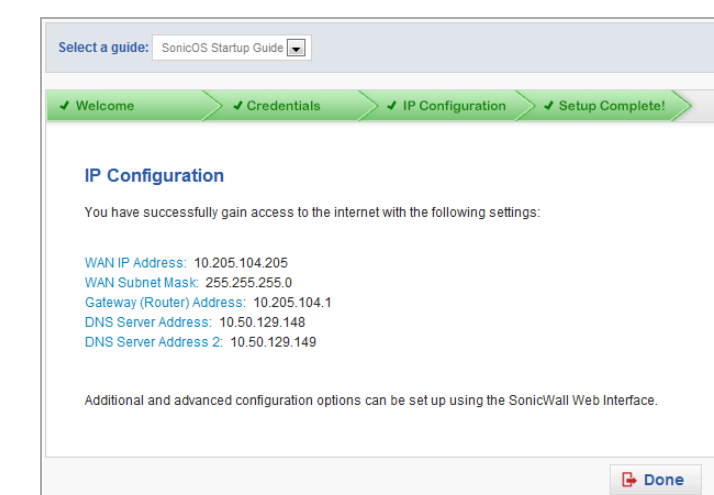 Select a guide: SonicOS Startup Guide
Welcome Credentials IP Configuration Setup Complete!
IP Configuration
You have successfully gain access to the internet with the following settings:
WAN IP Address: 10.205.104.205
WAN Subnet Mask: 255.255.255.0
Gateway (Router) Address: 10.205.104.1
DNS Server Address: 10.50.129.148
DNS Server Address 2: 10.50.129.149
Additional and advanced configuration options can be set up using the SonicWall Web Interface.
Done